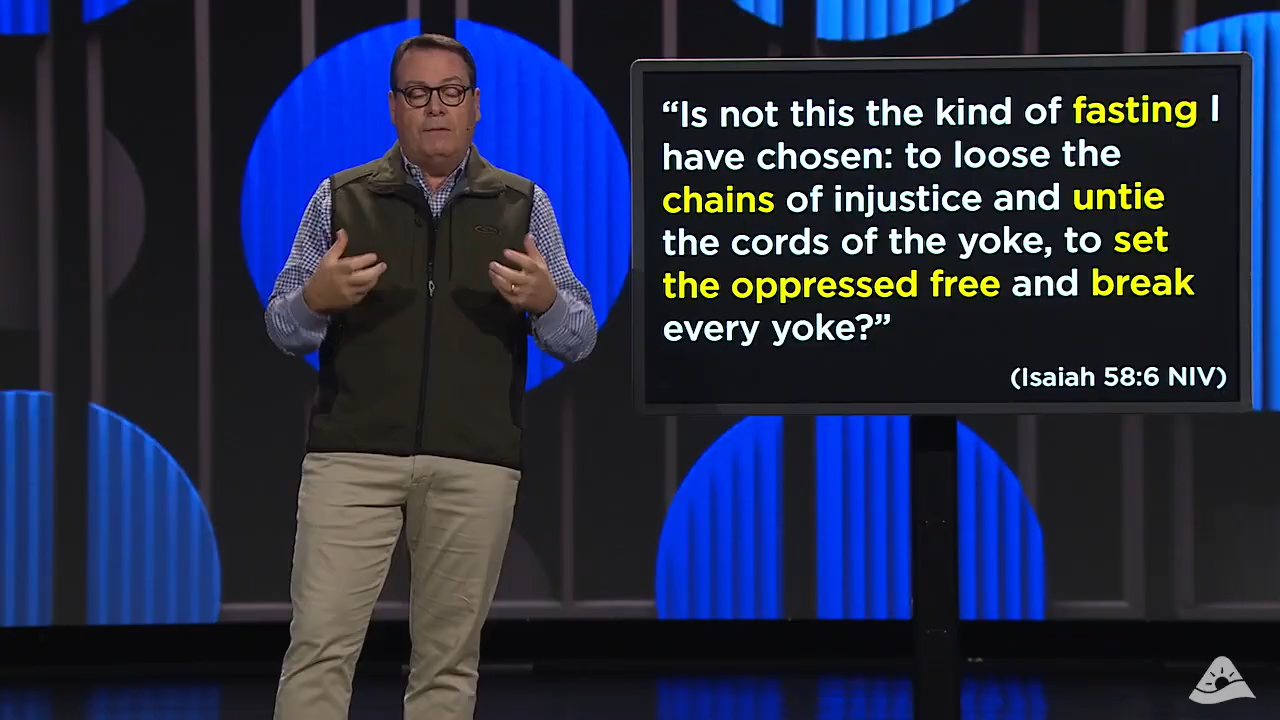 “Is not this the kind of fasting I
have chosen: to loose the
chains of injustice and untie
the cords of the yoke, to set
the oppressed free and break
every yoke?”
(Isaiah 58:6 NIV)